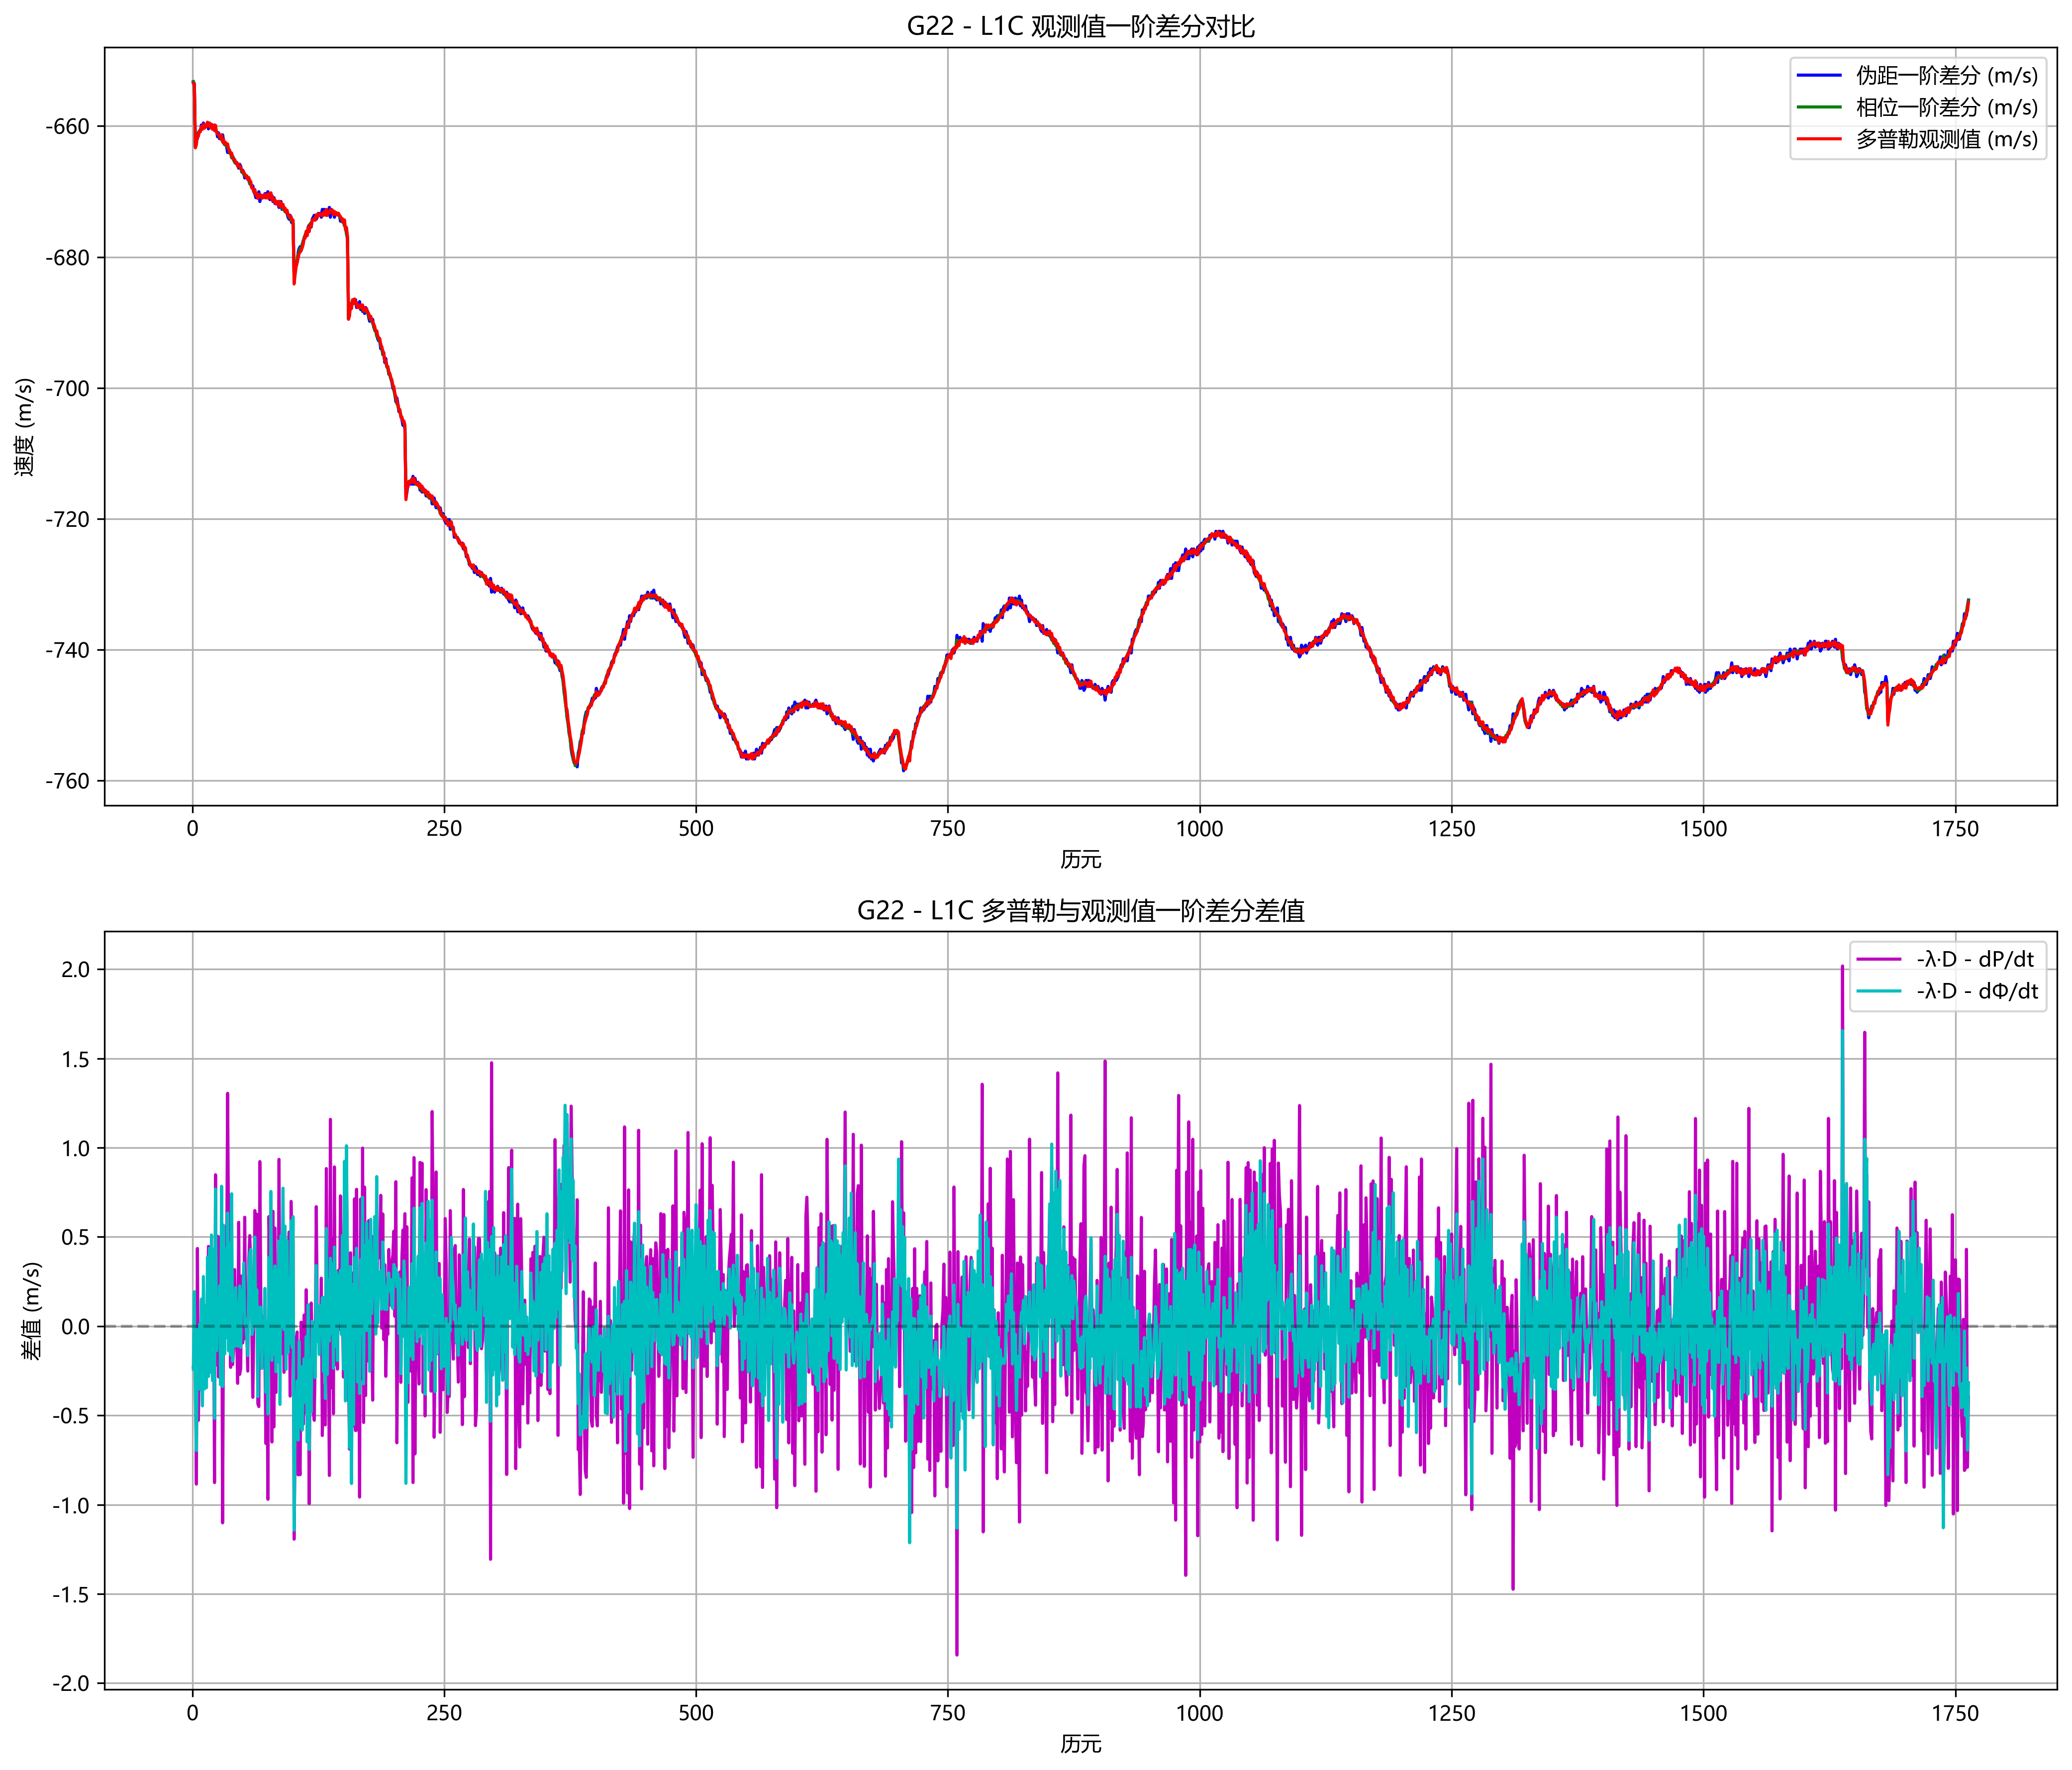 G22 - L1C 观测值一阶差分对比
伪距一阶差分 (m/s)
相位一阶差分 (m/s)
多普勒观测值 (m/s)
速度 (m/s)
-660
-680
-700
-720
-740
-760
0 250 500 750 1000 1250 1500 1750
历元
G22 - L1C 多普勒与观测值一阶差分差值
-λ·D - dP/dt
-λ·D - dΦ/dt
差值 (m/s)
2.0
1.5
1.0
0.5
0.0
-0.5
-1.0
-1.5
-2.0
0 250 500 750 1000 1250 1500 1750
历元